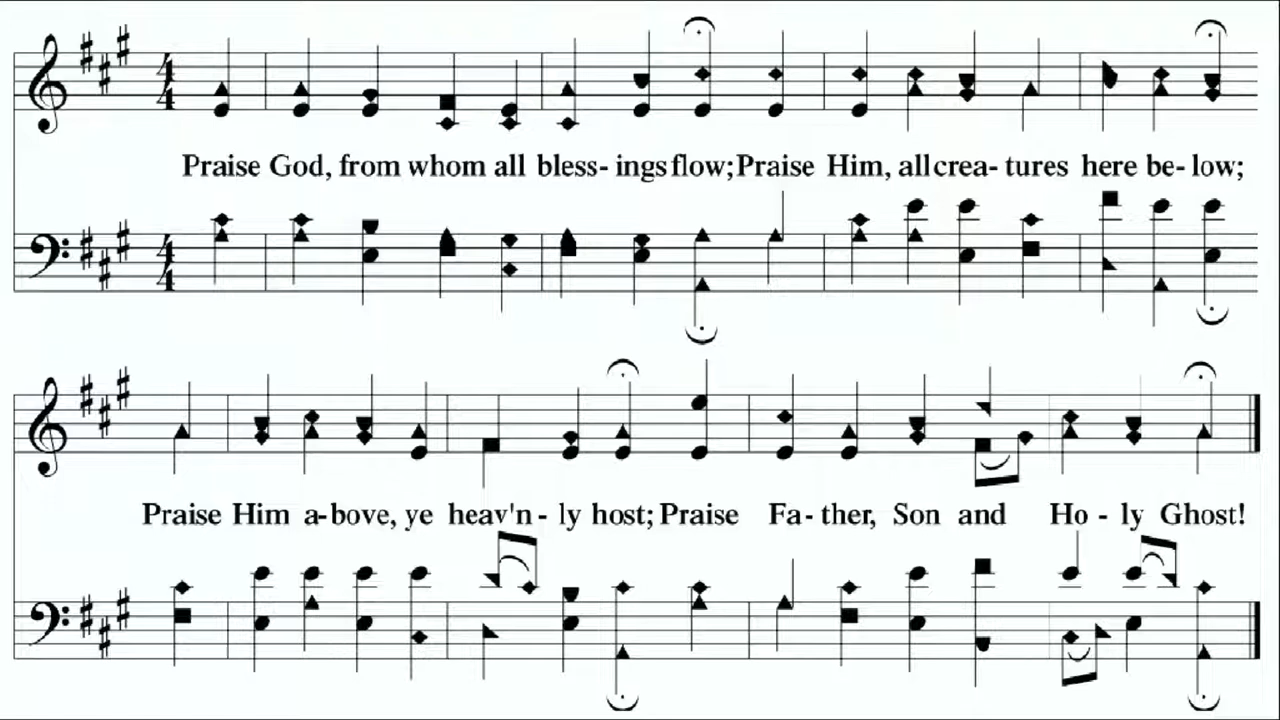 Praise God, from whom all bless- ings flow; Praise Him, all crea- tures here be- low;
Praise Him a-bove, ye heav'n - ly host; Praise Fa- ther, Son and Ho - ly Ghost!